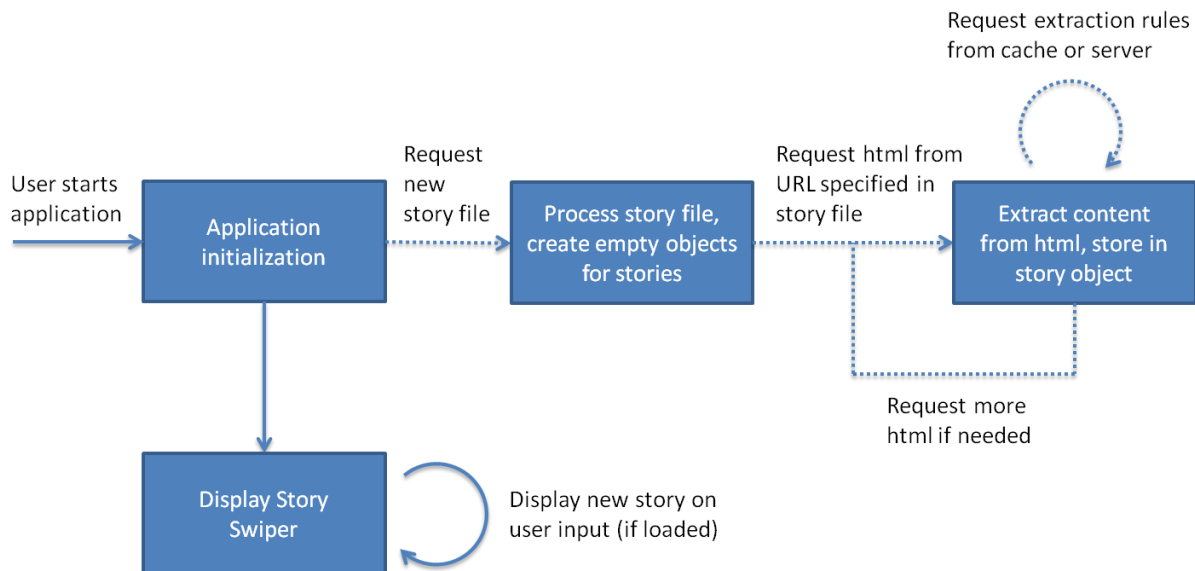 Request extraction rules
from cache or server
User starts
application
Application
initialization
Request
new
story file
Process story file,
create empty objects
for stories
Request html from
URL specified in
story file
Extract content
from html, store in
story object
Request more
html if needed
Display Story
Swiper
Display new story on
user input (if loaded)